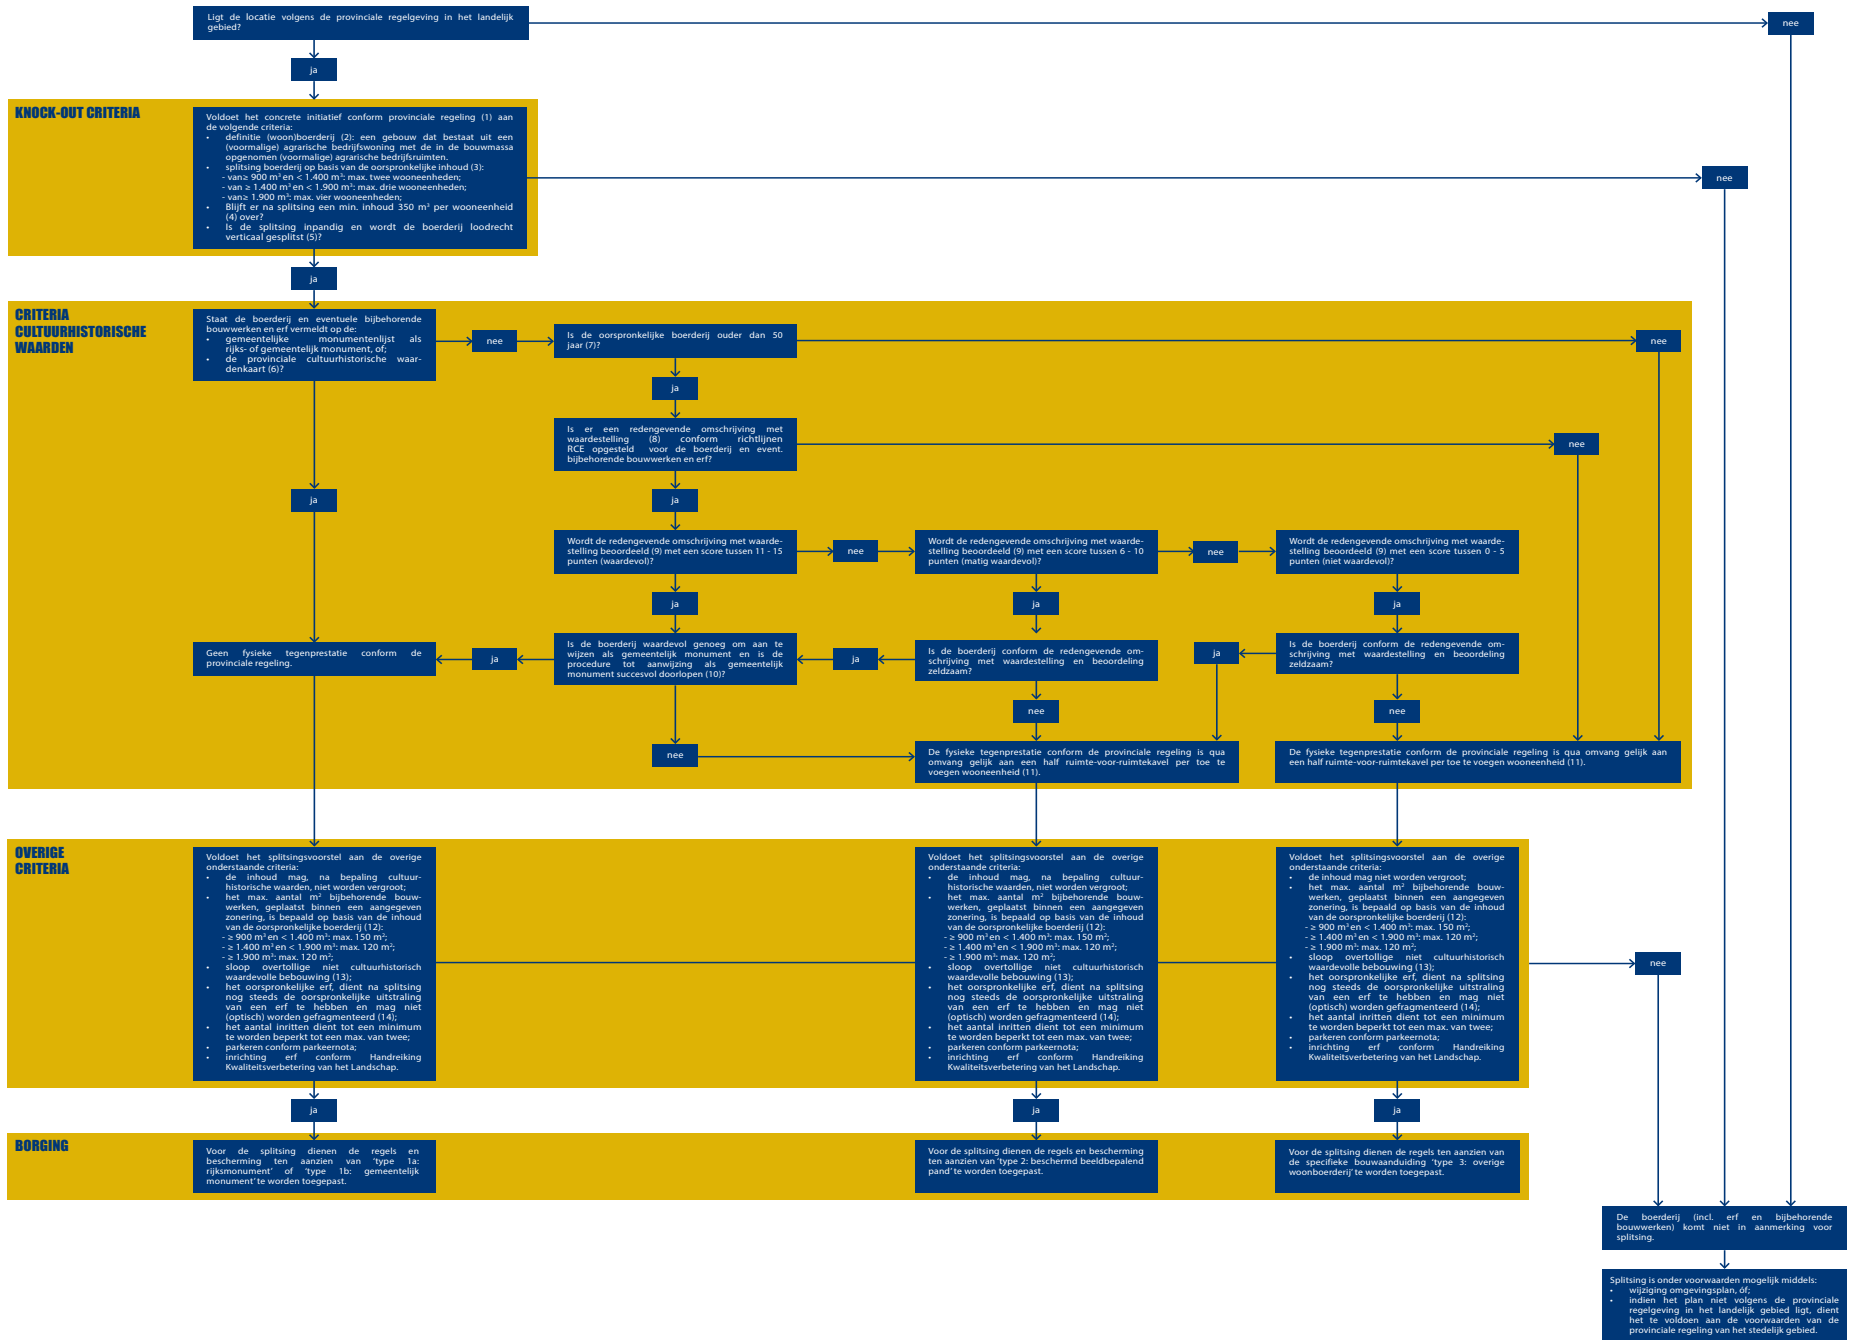 Ligt de locatie volgens de provinciale regelgeving in het landelijk
gebied?
nee
ja
KNOCK-OUT CRITERIA
Voldoet het concrete initiatief conform provinciale regeling (1) aan
de volgende criteria:
• definitie (woon)boerderij (2): een gebouw dat bestaat uit een
(voormalige) agrarische bedrijfswoning met de in de bouwmassa
opgenomen (voormalige) agrarische bedrijfsruimten.
• splitsing boerderij op basis van de oorspronkelijke inhoud (3):
- van≥ 900 m³ en < 1.400 m³: max. twee wooneenheden;
- van ≥ 1.400 m³ en < 1.900 m³: max. drie wooneenheden;
- van≥ 1.900 m³: max. vier wooneenheden;
• Blijft er na splitsing een min. inhoud 350 m³ per wooneenheid
(4) over?
• Is de splitsing inpandig en wordt de boerderij loodrecht
verticaal gesplitst (5)?
nee
ja
CRITERIA
CULTUURHISTORISCHE
WAARDEN
Staat de boerderij en eventuele bijbehorende
bouwwerken en erf vermeldt op de:
• gemeentelijke monumentenlijst als
rijks- of gemeentelijk monument, of;
• de provinciale cultuurhistorische waar-
denkaart (6)?
nee
Is de oorspronkelijke boerderij ouder dan 50
jaar (7)?
nee
ja
Is er een redengevende omschrijving met
waardestelling (8) conform richtlijnen
RCE opgesteld voor de boerderij en event.
bijbehorende bouwwerken en erf?
nee
ja
ja
Wordt de redengevende omschrijving met waarde-
stelling beoordeeld (9) met een score tussen 11 - 15
punten (waardevol)?
nee
Wordt de redengevende omschrijving met waarde-
stelling beoordeeld (9) met een score tussen 6 - 10
punten (matig waardevol)?
nee
Wordt de redengevende omschrijving met waarde-
stelling beoordeeld (9) met een score tussen 0 - 5
punten (niet waardevol)?
ja
ja
ja
Geen fysieke tegenprestatie conform de
provinciale regeling.
ja
Is de boerderij waardevol genoeg om aan te
wijzen als gemeentelijk monument en is de
procedure tot aanwijzing als gemeentelijk
monument succesvol doorlopen (10)?
ja
Is de boerderij conform de redengevende om-
schrijving met waardestelling en beoordeling
zeldzaam?
ja
Is de boerderij conform de redengevende om-
schrijving met waardestelling en beoordeling
zeldzaam?
nee
nee
nee
De fysieke tegenprestatie conform de provinciale regeling is qua
omvang gelijk aan een half ruimte-voor-ruimtekavel per toe te
voegen wooneenheid (11).
De fysieke tegenprestatie conform de provinciale regeling is qua omvang gelijk aan
een half ruimte-voor-ruimtekavel per toe te voegen wooneenheid (11).
OVERIGE
CRITERIA
Voldoet het splitsingsvoorstel aan de overige
onderstaande criteria:
• de inhoud mag, na bepaling cultuur-
historische waarden, niet worden vergroot;
• het max. aantal m² bijbehorende bouw-
werken, geplaatst binnen een aangegeven
zonering, is bepaald op basis van de inhoud
van de oorspronkelijke boerderij (12):
- ≥ 900 m³ en < 1.400 m³: max. 150 m²;
- ≥ 1.400 m³ en < 1.900 m³: max. 120 m²;
- ≥ 1.900 m³: max. 120 m²;
• sloop overtollige niet cultuurhistorisch
waardevolle bebouwing (13);
• het oorspronkelijke erf, dient na splitsing
nog steeds de oorspronkelijke uitstraling
van een erf te hebben en mag niet
(optisch) worden gefragmenteerd (14);
• het aantal inritten dient tot een minimum
te worden beperkt tot een max. van twee;
• parkeren conform parkeernota;
• inrichting erf conform Handreiking
Kwaliteitsverbetering van het Landschap.
Voldoet het splitsingsvoorstel aan de overige
onderstaande criteria:
• de inhoud mag, na bepaling cultuur-
historische waarden, niet worden vergroot;
• het max. aantal m² bijbehorende bouw-
werken, geplaatst binnen een aangegeven
zonering, is bepaald op basis van de inhoud
van de oorspronkelijke boerderij (12):
- ≥ 900 m³ en < 1.400 m³: max. 150 m²;
- ≥ 1.400 m³ en < 1.900 m³: max. 120 m²;
- ≥ 1.900 m³: max. 120 m²;
• sloop overtollige niet cultuurhistorisch
waardevolle bebouwing (13);
• het oorspronkelijke erf, dient na splitsing
nog steeds de oorspronkelijke uitstraling
van een erf te hebben en mag niet
(optisch) worden gefragmenteerd (14);
• het aantal inritten dient tot een minimum
te worden beperkt tot een max. van twee;
• parkeren conform parkeernota;
• inrichting erf conform Handreiking
Kwaliteitsverbetering van het Landschap.
Voldoet het splitsingsvoorstel aan de overige
onderstaande criteria:
• de inhoud mag niet worden vergroot;
• het max. aantal m² bijbehorende bouw-
werken, geplaatst binnen een aangegeven
zonering, is bepaald op basis van de inhoud
van de oorspronkelijke boerderij (12):
- ≥ 900 m³ en < 1.400 m³: max. 150 m²;
- ≥ 1.400 m³ en < 1.900 m³: max. 120 m²;
- ≥ 1.900 m³: max. 120 m²;
• sloop overtollige niet cultuurhistorisch
waardevolle bebouwing (13);
• het oorspronkelijke erf, dient na splitsing
nog steeds de oorspronkelijke uitstraling
van een erf te hebben en mag niet
(optisch) worden gefragmenteerd (14);
• het aantal inritten dient tot een minimum
te worden beperkt tot een max. van twee;
• parkeren conform parkeernota;
• inrichting erf conform Handreiking
Kwaliteitsverbetering van het Landschap.
nee
ja
ja
ja
BORGING
Voor de splitsing dienen de regels en
bescherming ten aanzien van ‘type 1a:
rijksmonument’ of ‘type 1b: gemeentelijk
monument’ te worden toegepast.
Voor de splitsing dienen de regels en bescherming
ten aanzien van ‘type 2: beschermd beeldbepalend
pand’ te worden toegepast.
Voor de splitsing dienen de regels ten aanzien van
de specifieke bouwaanduiding ‘type 3: overige
woonboerderij’ te worden toegepast.
De boerderij (incl. erf en bijbehorende
bouwwerken) komt niet in aanmerking voor
splitsing.
Splitsing is onder voorwaarden mogelijk middels:
• wijziging omgevingsplan, óf;
• indien het plan niet volgens de provinciale
regelgeving in het landelijk gebied ligt, dient
het te voldoen aan de voorwaarden van de
provinciale regeling van het stedelijk gebied.